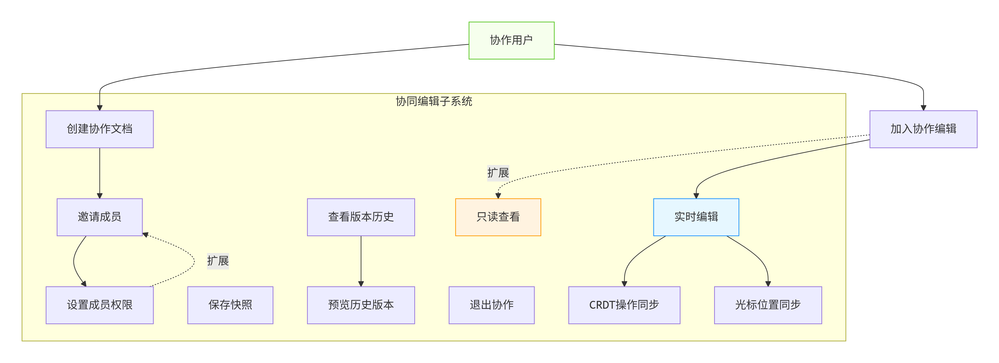 协作用户
协同编辑子系统
创建协作文档
加入协作编辑
扩展
邀请成员
查看版本历史
只读查看
实时编辑
扩展
设置成员权限
保存快照
预览历史版本
退出协作
CRDT操作同步
光标位置同步